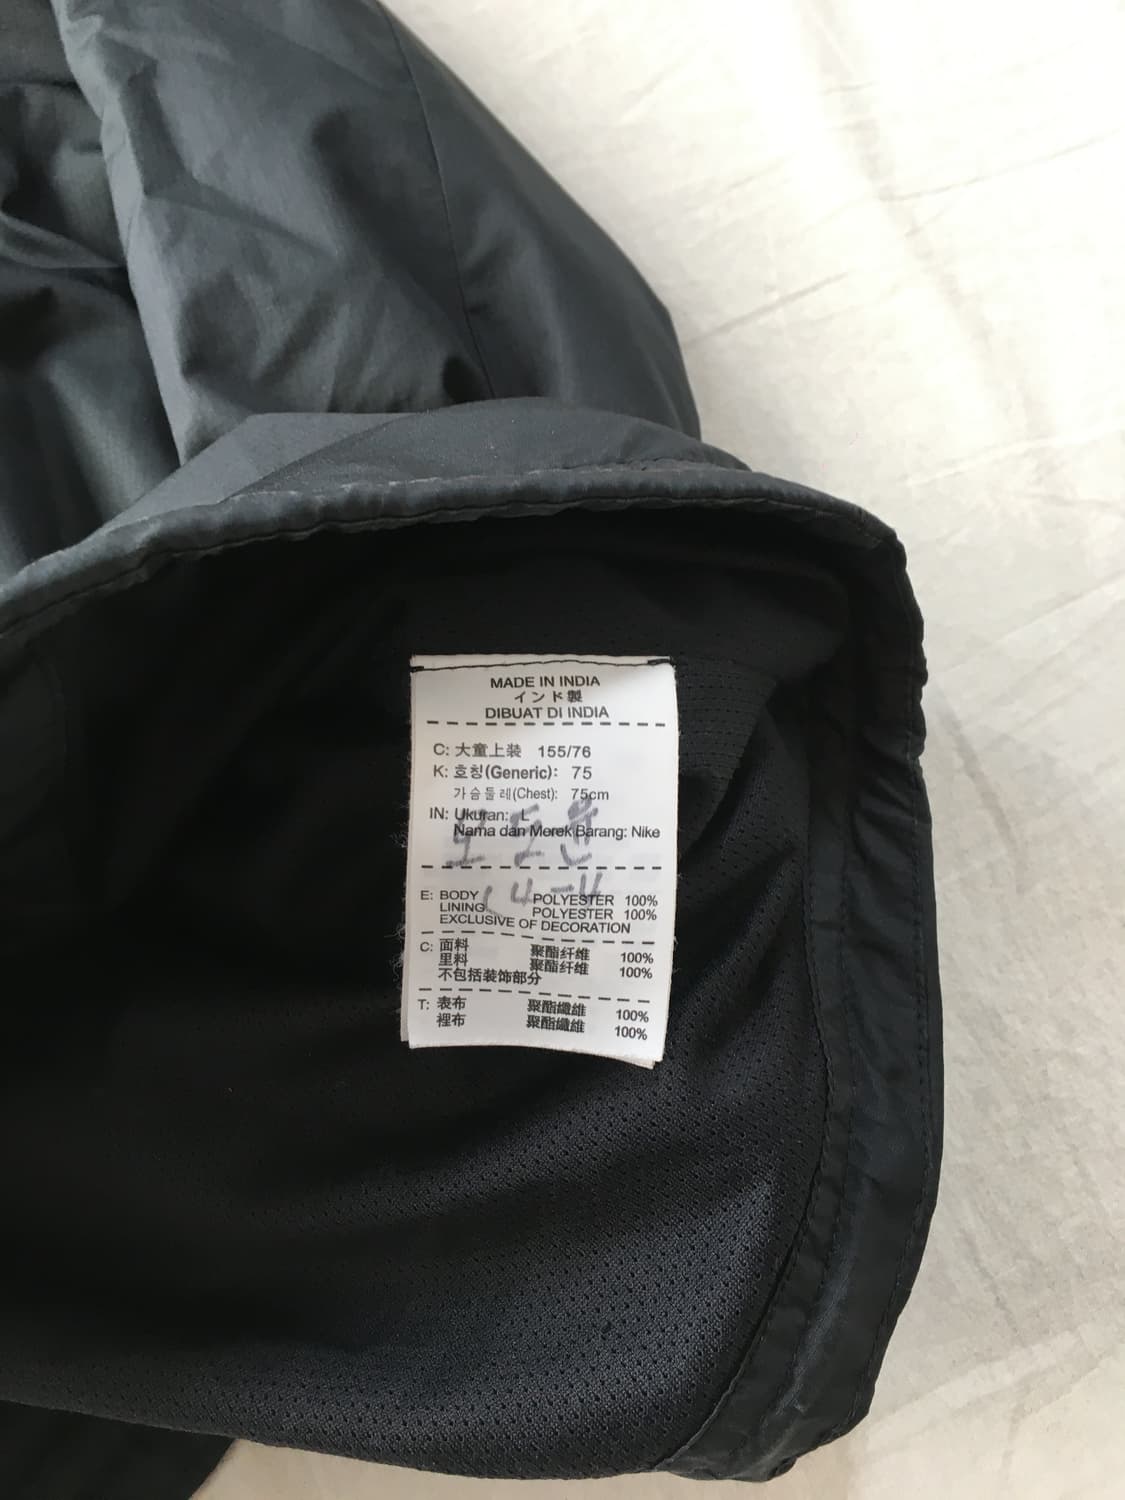 MADE IN INDIA
インド製
DIBUAT DI INDIA
C: 大童上装 155/76
K: 호칭(Generic): 75
가슴둘레(Chest): 75cm
IN: Ukuran: L
Nama dan Merek Barang: Nike
도윤
4-4
E: BODY POLYESTER 100%
LINING POLYESTER 100%
EXCLUSIVE OF DECORATION
C: 面料 聚酯纤维 100%
里料 聚酯纤维 100%
不包括装饰部分
T: 表布 聚酯纖維 100%
裡布 聚酯纖維 100%